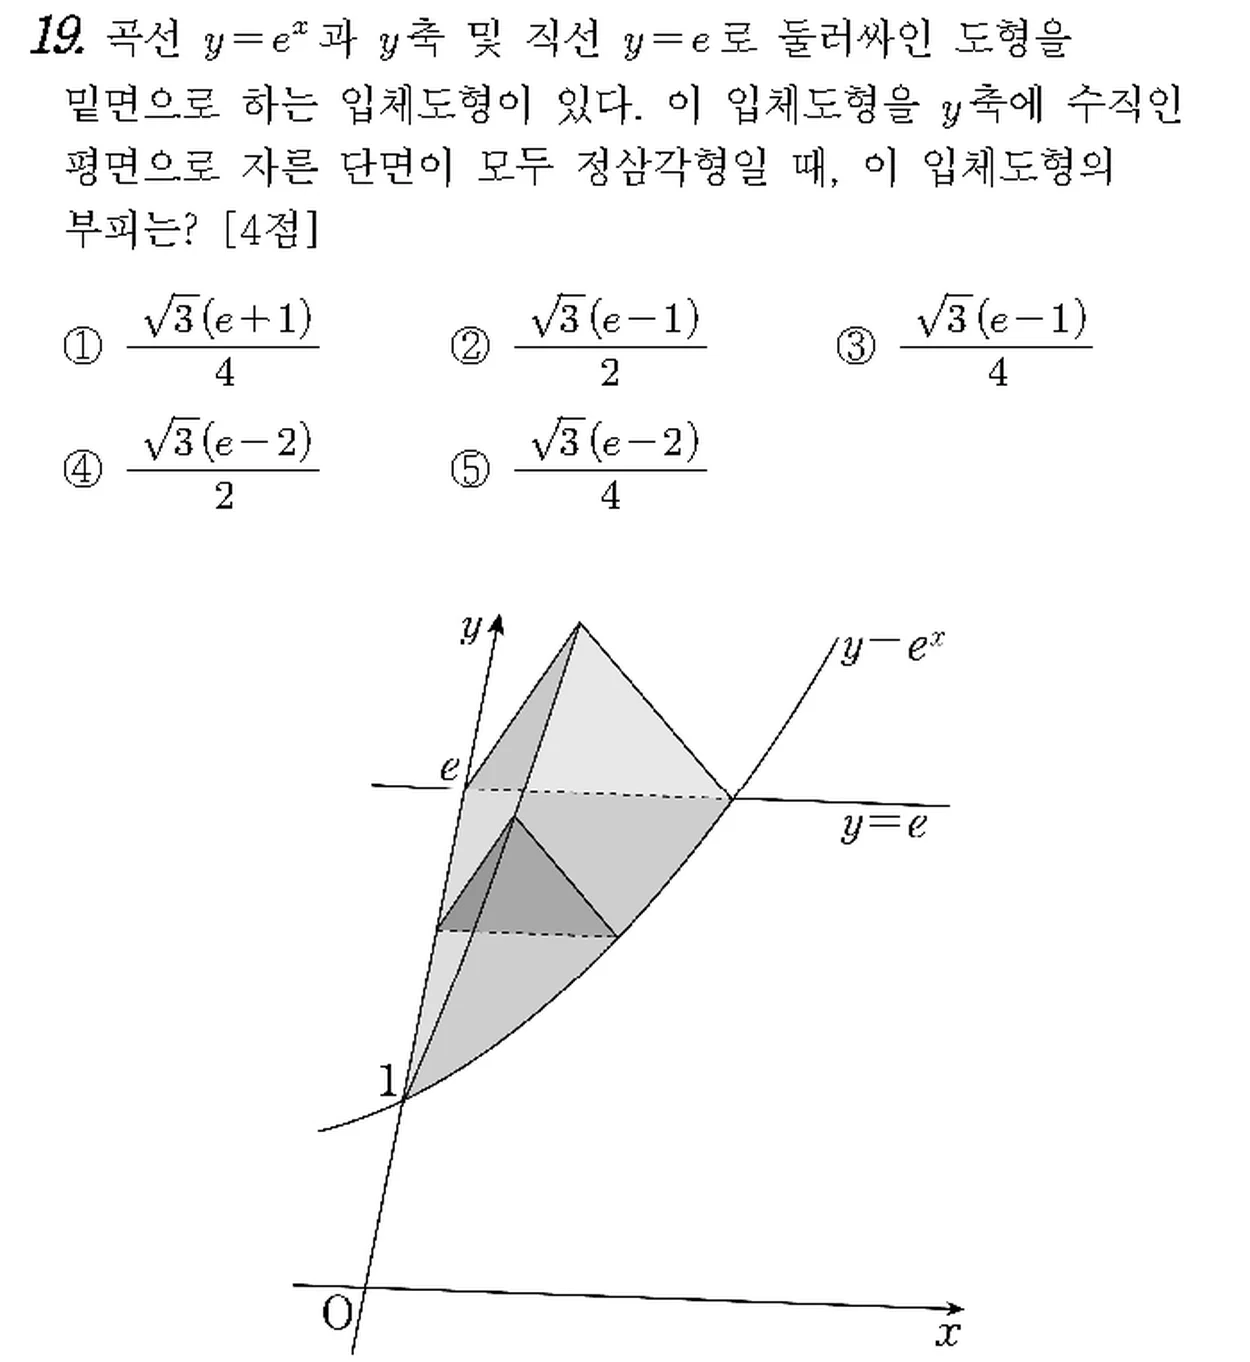 19. 곡선 y=e^x과 y축 및 직선 y=e로 둘러싸인 도형을
밑면으로 하는 입체도형이 있다. 이 입체도형을 y축에 수직인
평면으로 자른 단면이 모두 정삼각형일 때, 이 입체도형의
부피는? [4점]
① √3(e+1)/4 ② √3(e-1)/2 ③ √3(e-1)/4
④ √3(e-2)/2 ⑤ √3(e-2)/4
y
y=e^x
e
y=e
1
O
x